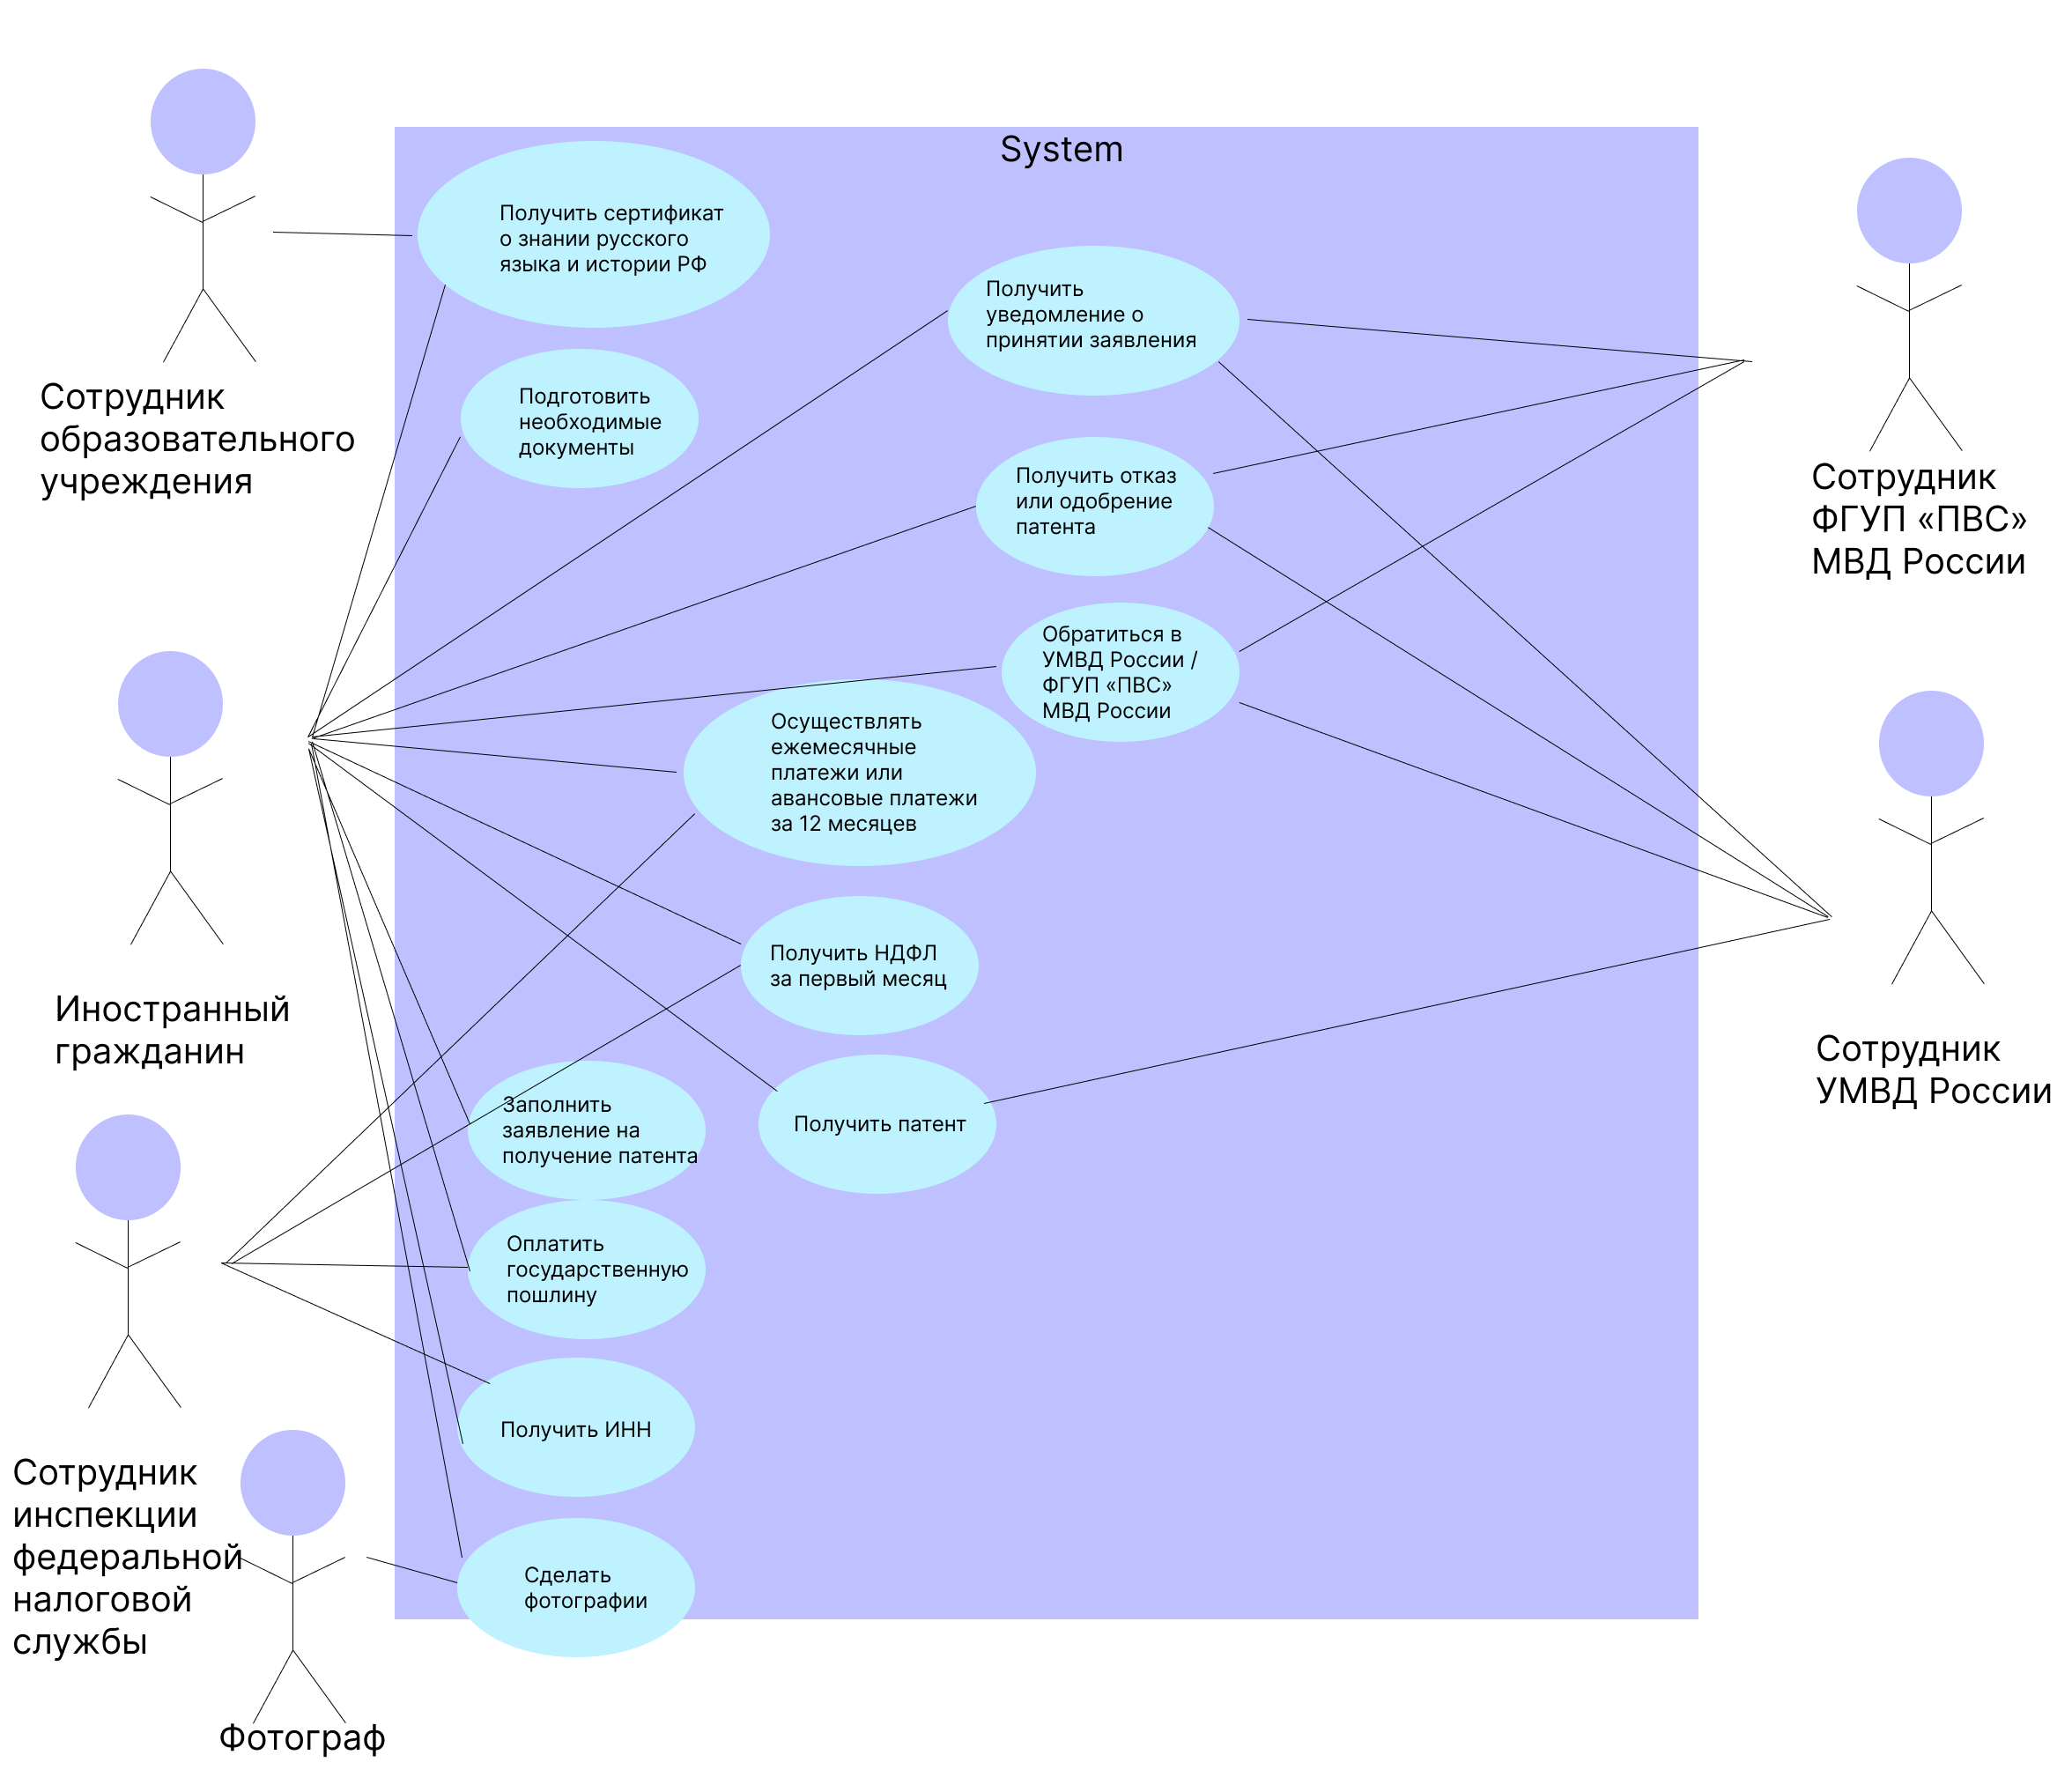 System
Получить сертификат
о знании русского
языка и истории РФ
Получить
уведомление о
принятии заявления
Подготовить
необходимые
документы
Сотрудник
образовательного
учреждения
Получить отказ
или одобрение
патента
Сотрудник
ФГУП «ПВС»
МВД России
Обратиться в
УМВД России /
ФГУП «ПВС»
МВД России
Осуществлять
ежемесячные
платежи или
авансовые платежи
за 12 месяцев
Иностранный
гражданин
Получить НДФЛ
за первый месяц
Сотрудник
УМВД России
Заполнить
заявление на
получение патента
Получить патент
Оплатить
государственную
пошлину
Получить ИНН
Сотрудник
инспекции
федеральной
налоговой
службы
Сделать
фотографии
Фотограф